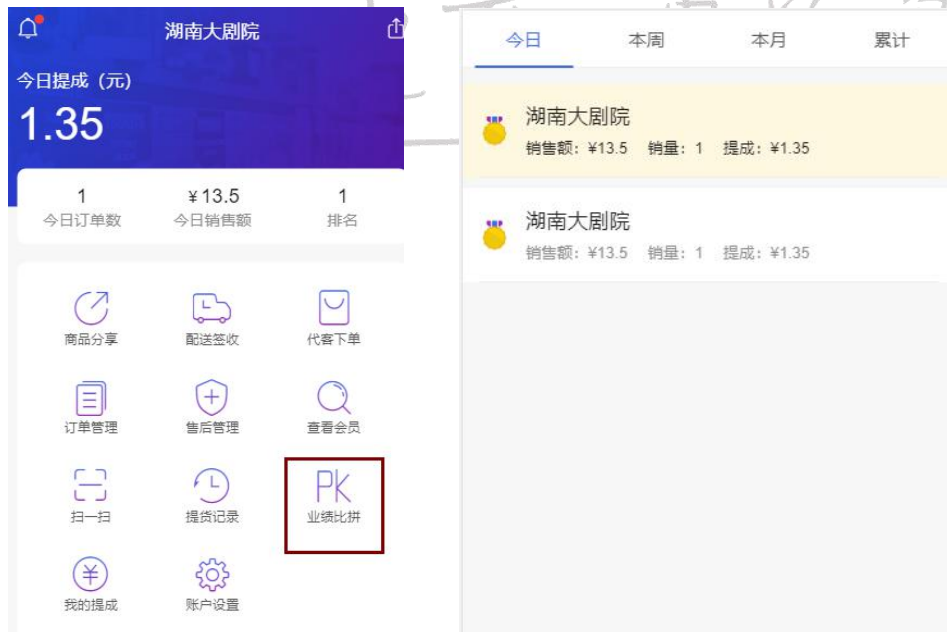 湖南大剧院
今日提成（元）
1.35
1 ¥13.5 1
今日订单数 今日销售额 排名
商品分享 配送签收 代客下单
订单管理 售后管理 查看会员
PK
扫一扫 提货记录 业绩比拼
我的提成 账户设置
今日 本周 本月 累计
湖南大剧院
销售额：¥13.5 销量：1 提成：¥1.35
湖南大剧院
销售额：¥13.5 销量：1 提成：¥1.35